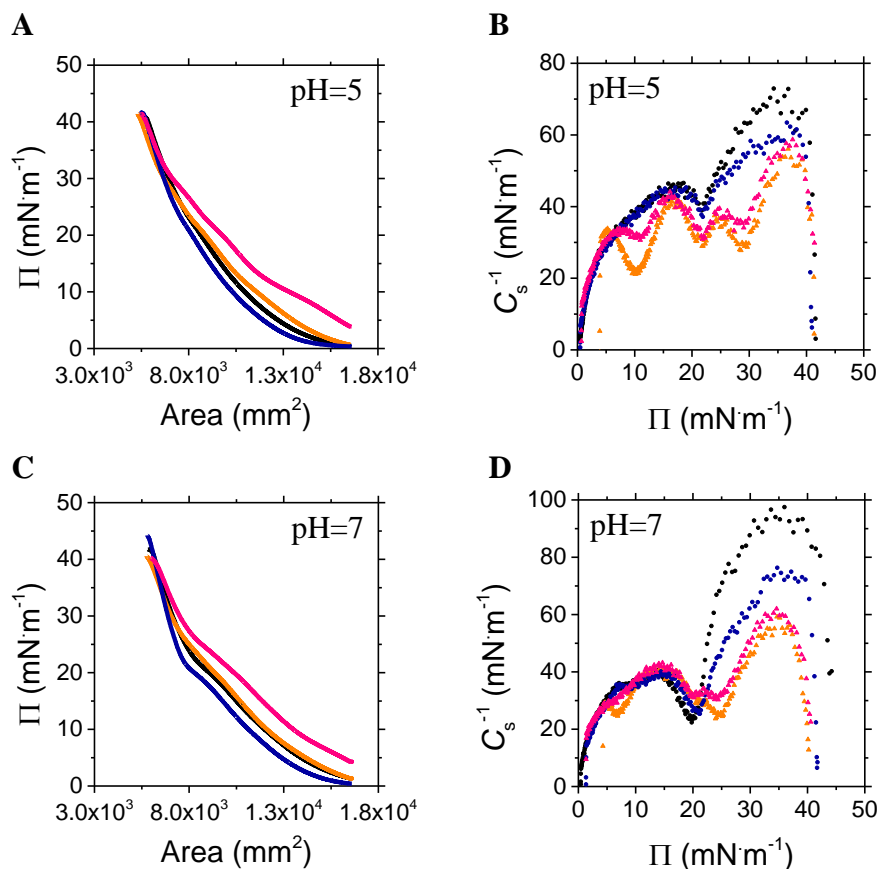 A
50
40
30
20
10
0
Π (mN·m⁻¹)
pH=5
3.0x10³ 8.0x10³ 1.3x10⁴ 1.8x10⁴
Area (mm²)
B
80
60
40
20
0
Cₛ⁻¹ (mN·m⁻¹)
pH=5
0 10 20 30 40 50
Π (mN·m⁻¹)
C
50
40
30
20
10
0
Π (mN·m⁻¹)
pH=7
3.0x10³ 8.0x10³ 1.3x10⁴ 1.8x10⁴
Area (mm²)
D
100
80
60
40
20
0
Cₛ⁻¹ (mN·m⁻¹)
pH=7
0 10 20 30 40 50
Π (mN·m⁻¹)